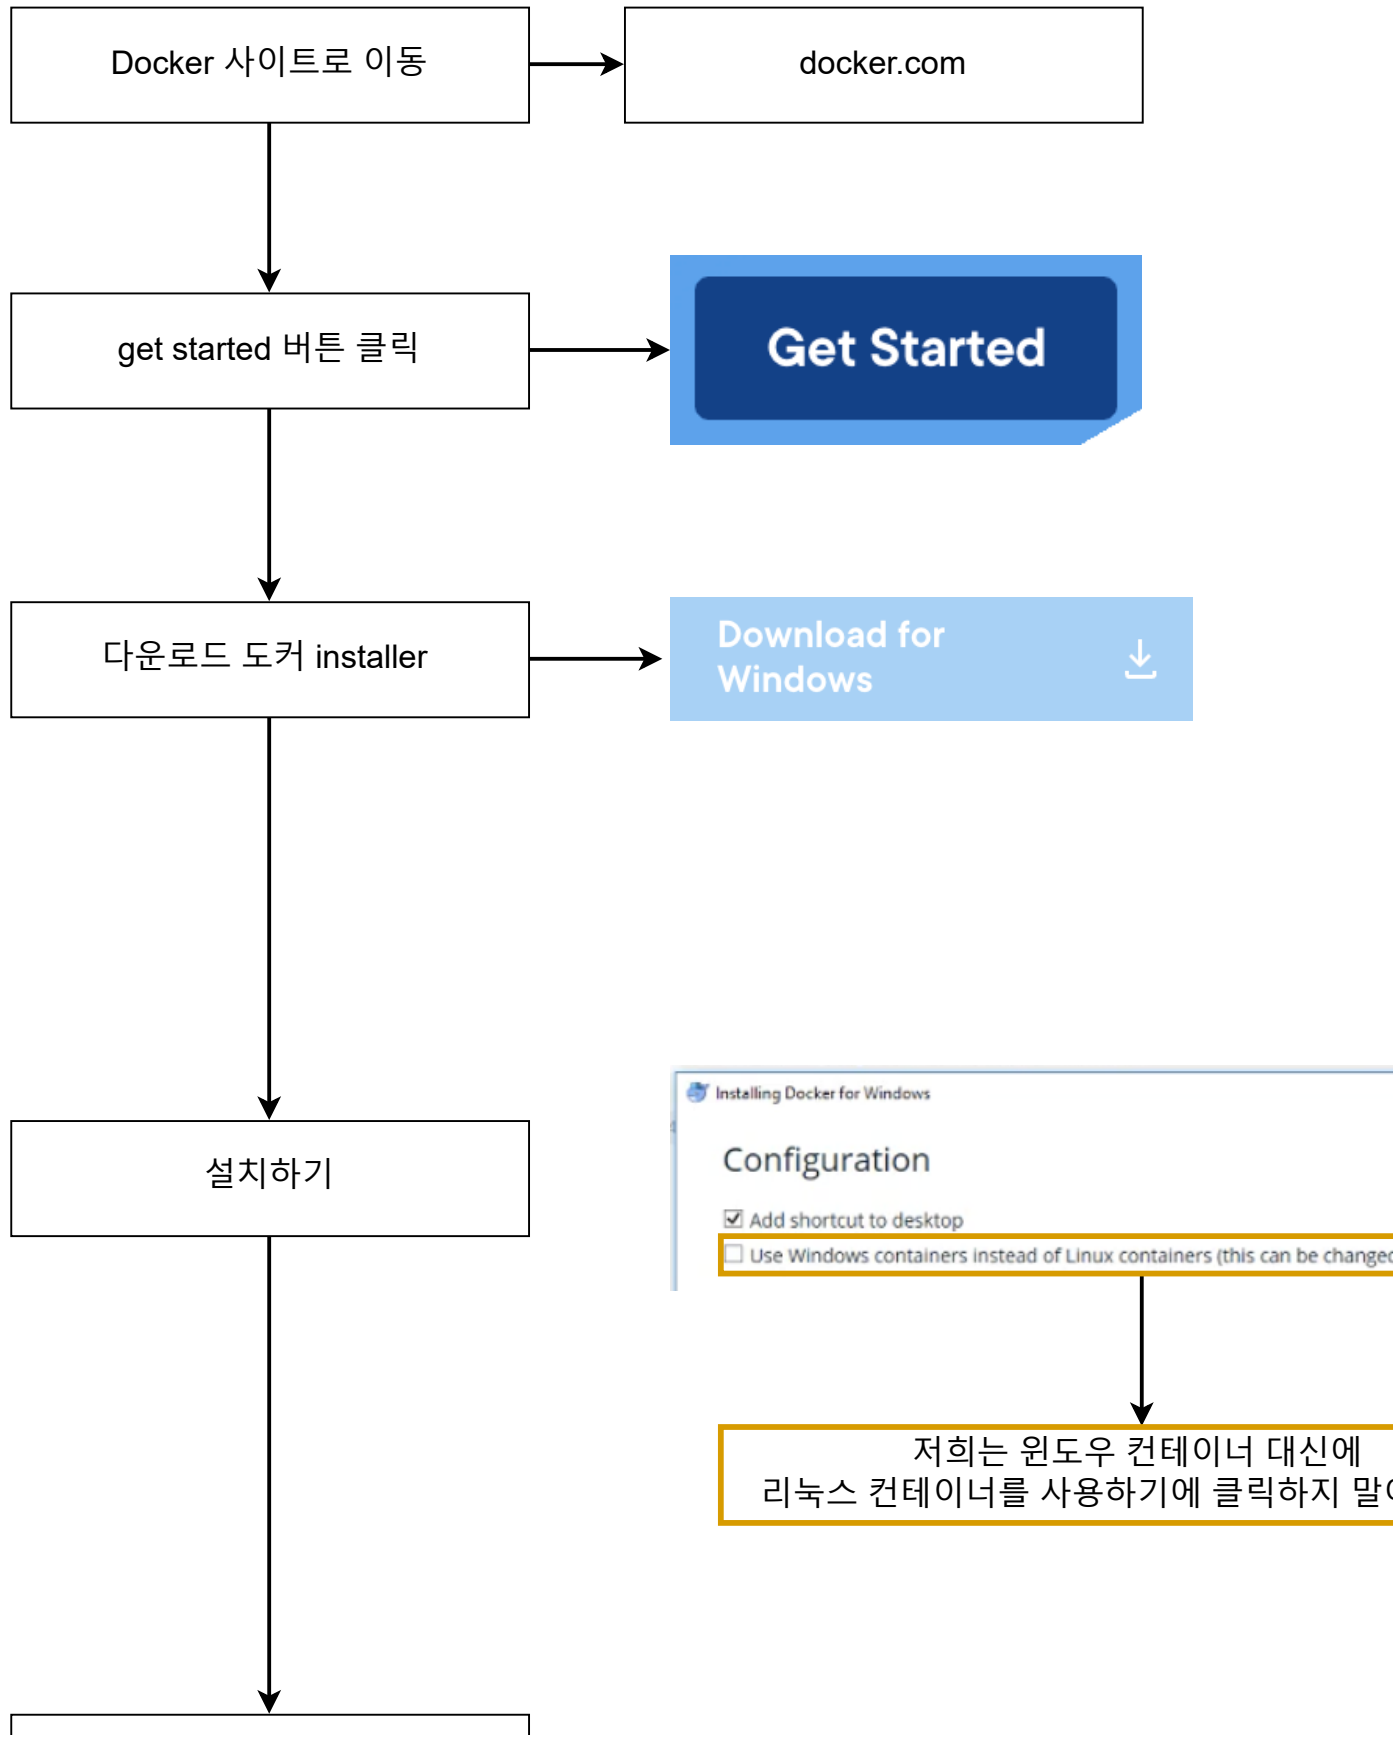 Docker 사이트로 이동
docker.com
get started 버튼 클릭
Get Started
다운로드 도커 installer
Download for
Windows
설치하기
Installing Docker for Windows
Configuration
Add shortcut to desktop
Use Windows containers instead of Linux containers (this can be changed
저희는 윈도우 컨테이너 대신에
리눅스 컨테이너를 사용하기에 클릭하지